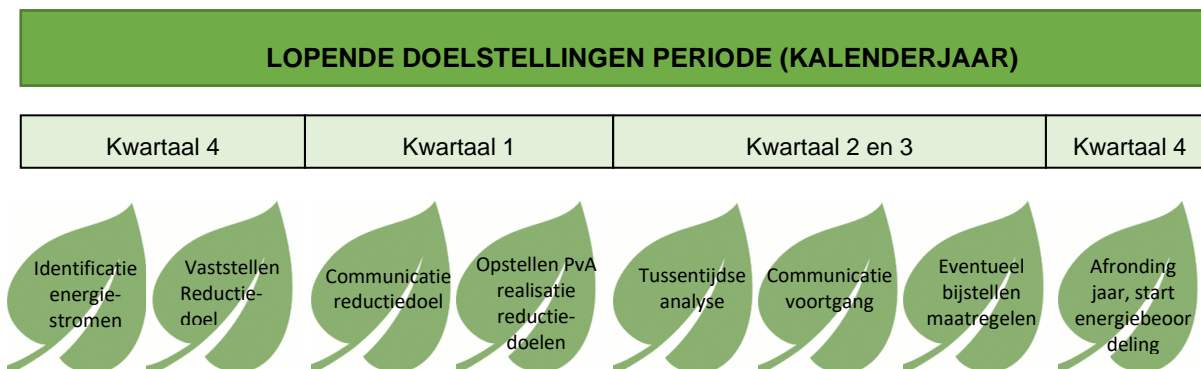 LOPENDE DOELSTELLINGEN PERIODE (KALENDERJAAR)
Kwartaal 4
Kwartaal 1
Kwartaal 2 en 3
Kwartaal 4
Identificatie
energie-
stromen
Vaststellen
Reductie-
doel
Communicatie
reductiedoel
Opstellen PvA
realisatie
reductie-
doelen
Tussentijdse
analyse
Communicatie
voortgang
Eventueel
bijstellen
maatregelen
Afronding
jaar, start
energiebeoor
deling